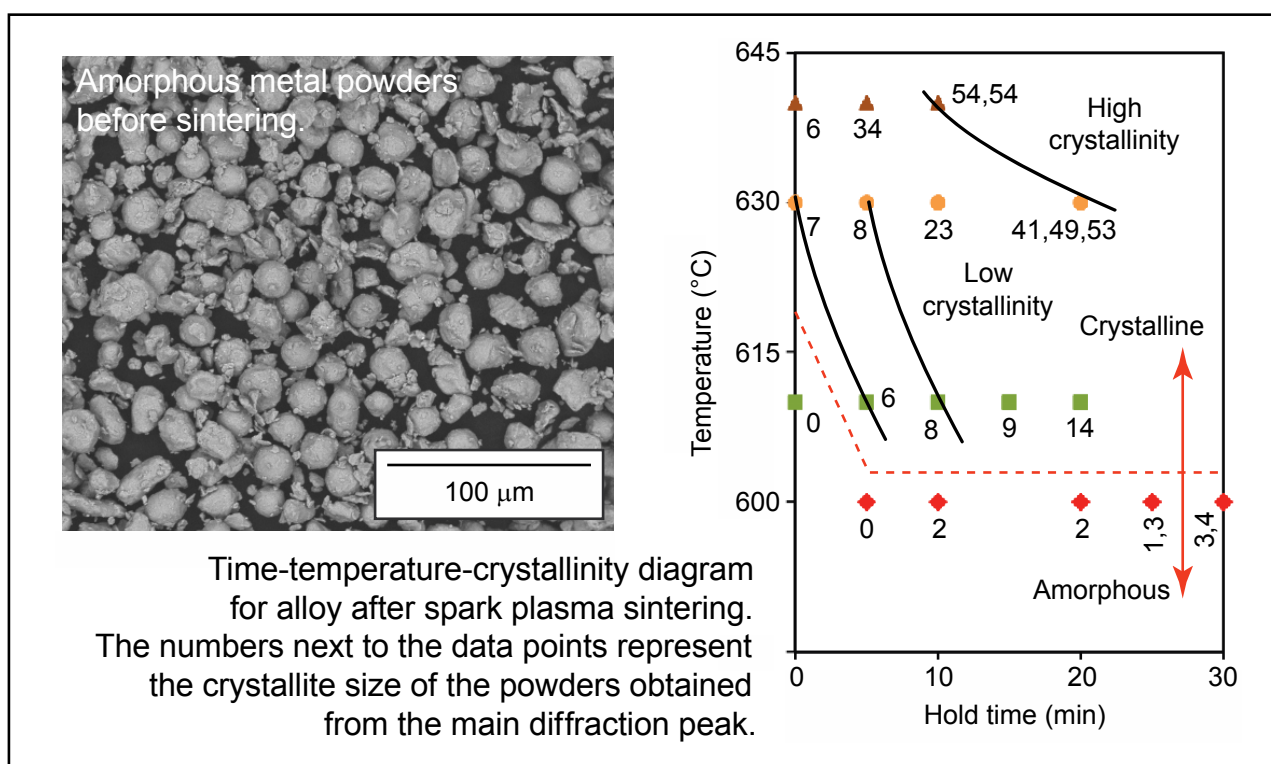 Amorphous metal powders
before sintering.
100 μm
Time-temperature-crystallinity diagram
for alloy after spark plasma sintering.
The numbers next to the data points represent
the crystallite size of the powders obtained
from the main diffraction peak.
645
630
615
600
Temperature (°C)
54,54
High
crystallinity
6
34
7
8
23
41,49,53
Low
crystallinity
Crystalline
6
0
8
9
14
0
2
2
1,3
3,4
Amorphous
0
10
20
30
Hold time (min)